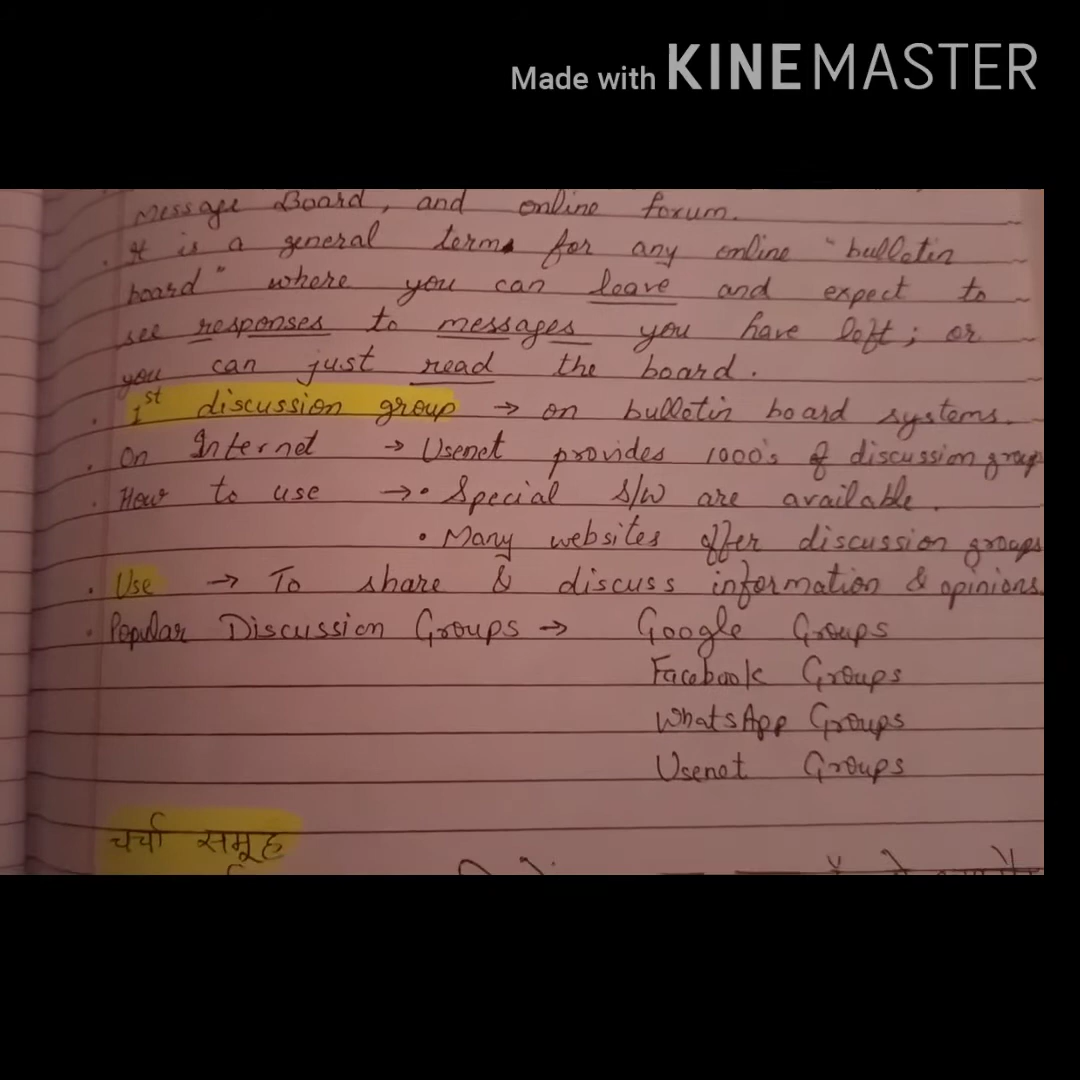 Made with KINEMASTER
Message Board, and online forum.
. It is a general term for any online "bulletin
board" where you can leave and expect to
see responses to messages you have left; or
you can just read the board.
. 1st discussion group → on bulletin board systems.
. On Internet → Usenet provides 1000's of discussion group
. How to use → • Special S/W are available.
• Many websites offer discussion groups
. Use → To share & discuss information & opinions.
. Popular Discussion Groups → Google Groups
Facebook Groups
WhatsApp Groups
Usenet Groups
चर्चा समूह